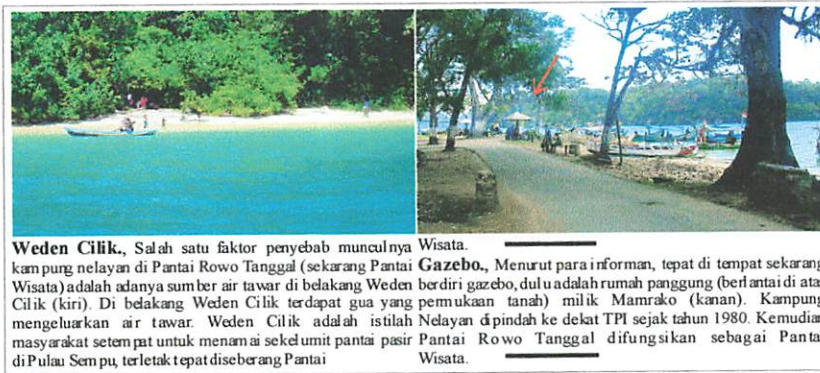 Weden Cilik., Salah satu faktor penyebab munculnya
kampung nelayan di Pantai Rowo Tanggal (sekarang Pantai
Wisata) adalah adanya sumber air tawar di belakang Weden
Cilik (kiri). Di belakang Weden Cilik terdapat gua yang
mengeluarkan air tawar. Weden Cilik adalah istilah
masyarakat setempat untuk menamai sekelumit pantai pasir
di Pulau Sempu, terletak tepat diseberang Pantai
Wisata.
Gazebo., Menurut para informan, tepat di tempat sekarang
berdiri gazebo, dulu adalah rumah panggung (berlantai di ata
permukaan tanah) milik Mamrako (kanan). Kampung
Nelayan dipindah ke dekat TPI sejak tahun 1980. Kemudian
Pantai Rowo Tanggal difungsikan sebagai Panta
Wisata.